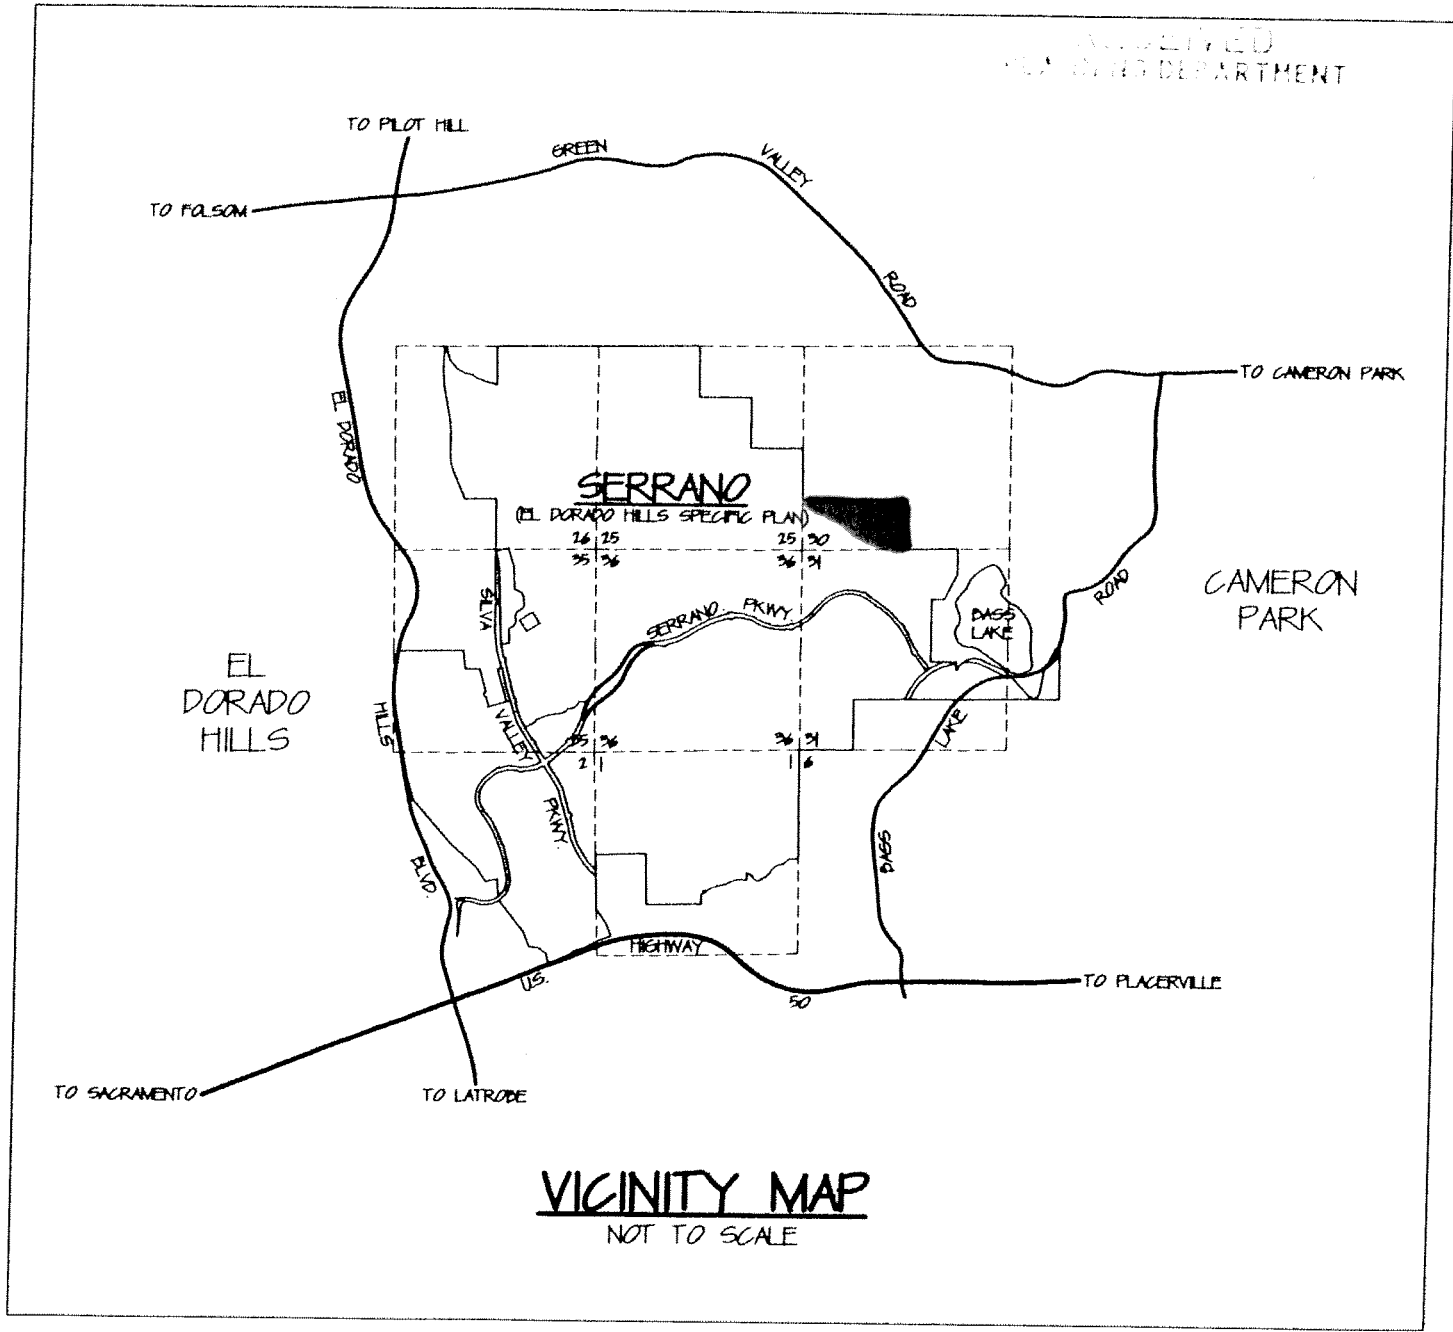 DEPARTMENT
TO PILOT HILL
GREEN
VALLEY
TO FOLSOM
ROAD
TO CAMERON PARK
EL DORADO
SERRANO
(EL DORADO HILLS SPECIFIC PLAN)
26 25
25 30
35 36
36 31
SILVA
SERRANO PKWY.
BASS
LAKE
ROAD
CAMERON
PARK
EL
DORADO
HILLS
HILLS
VALLEY
LAKE
35 36
36 31
2 1
1 6
PKWY.
BASS
BLVD.
HIGHWAY
U.S.
50
TO PLACERVILLE
TO SACRAMENTO
TO LATROBE
VICINITY MAP
NOT TO SCALE